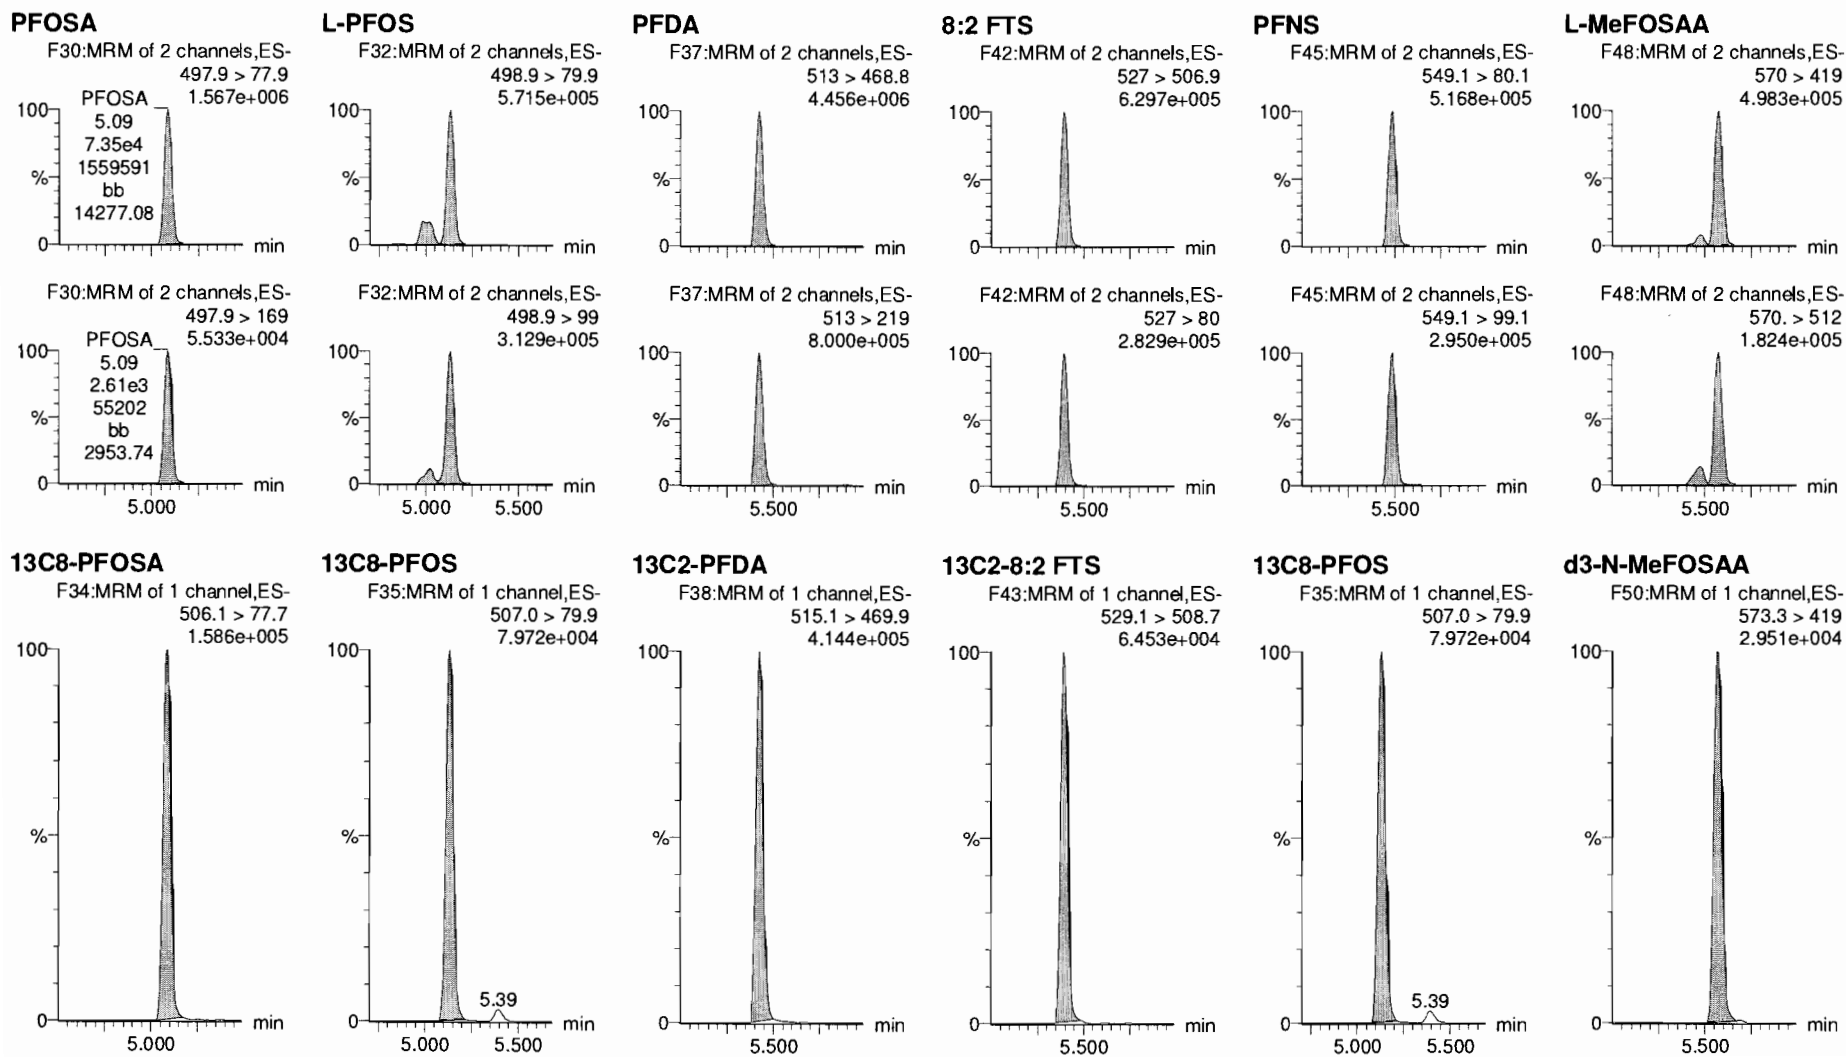 PFOSA
F30:MRM of 2 channels,ES-
497.9 > 77.9
1.567e+006
100
PFOSA
5.09
7.35e4
1559591
bb
14277.08
%
0
min
L-PFOS
F32:MRM of 2 channels,ES-
498.9 > 79.9
5.715e+005
100
%
0
min
PFDA
F37:MRM of 2 channels,ES-
513 > 468.8
4.456e+006
100
%
0
min
8:2 FTS
F42:MRM of 2 channels,ES-
527 > 506.9
6.297e+005
100
%
0
min
PFNS
F45:MRM of 2 channels,ES-
549.1 > 80.1
5.168e+005
100
%
0
min
L-MeFOSAA
F48:MRM of 2 channels,ES-
570 > 419
4.983e+005
100
%
0
min
F30:MRM of 2 channels,ES-
497.9 > 169
5.533e+004
100
PFOSA
5.09
2.61e3
55202
bb
2953.74
%
0
min
5.000
F32:MRM of 2 channels,ES-
498.9 > 99
3.129e+005
100
%
0
min
5.000 5.500
F37:MRM of 2 channels,ES-
513 > 219
8.000e+005
100
%
0
min
5.500
F42:MRM of 2 channels,ES-
527 > 80
2.829e+005
100
%
0
min
5.500
F45:MRM of 2 channels,ES-
549.1 > 99.1
2.950e+005
100
%
0
min
5.500
F48:MRM of 2 channels,ES-
570. > 512
1.824e+005
100
%
0
min
5.500
13C8-PFOSA
F34:MRM of 1 channel,ES-
506.1 > 77.7
1.586e+005
100
%
0
min
5.000
13C8-PFOS
F35:MRM of 1 channel,ES-
507.0 > 79.9
7.972e+004
100
%
5.39
0
min
5.000 5.500
13C2-PFDA
F38:MRM of 1 channel,ES-
515.1 > 469.9
4.144e+005
100
%
0
min
5.500
13C2-8:2 FTS
F43:MRM of 1 channel,ES-
529.1 > 508.7
6.453e+004
100
%
0
min
5.500
13C8-PFOS
F35:MRM of 1 channel,ES-
507.0 > 79.9
7.972e+004
100
%
5.39
0
min
5.000 5.500
d3-N-MeFOSAA
F50:MRM of 1 channel,ES-
573.3 > 419
2.951e+004
100
%
0
min
5.500